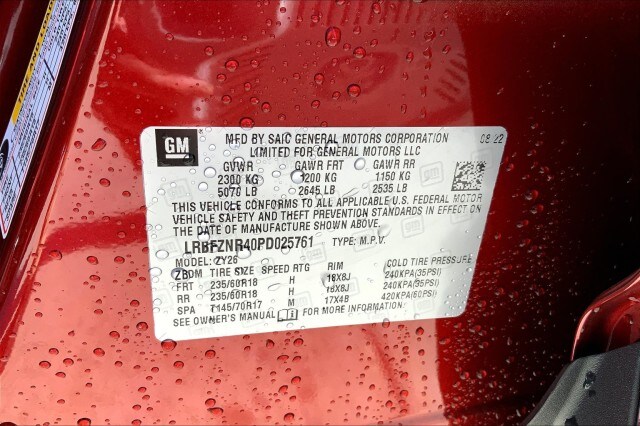 GM
MFD BY SAIC GENERAL MOTORS CORPORATION 08/22
LIMITED FOR GENERAL MOTORS LLC
GVWR GAWR FRT GAWR RR
2300 KG 1200 KG 1150 KG
5070 LB 2645 LB 2535 LB
THIS VEHICLE CONFORMS TO ALL APPLICABLE U.S. FEDERAL MOTOR
VEHICLE SAFETY AND THEFT PREVENTION STANDARDS IN EFFECT ON
THE DATE OF MANUFACTURE SHOWN ABOVE.
LRBFZNR40PD025761 TYPE: M.P.V.
ZY26
ZBDM TIRE SIZE SPEED RTG RIM COLD TIRE PRESSURE
FRT 235/60R18 H 18X8J 240KPA(35PSI)
RR 235/60R18 H 18X8J 240KPA(35PSI)
SPA T145/70R17 M 17X4B 420KPA(60PSI)
SEE OWNER'S MANUAL FOR MORE INFORMATION.